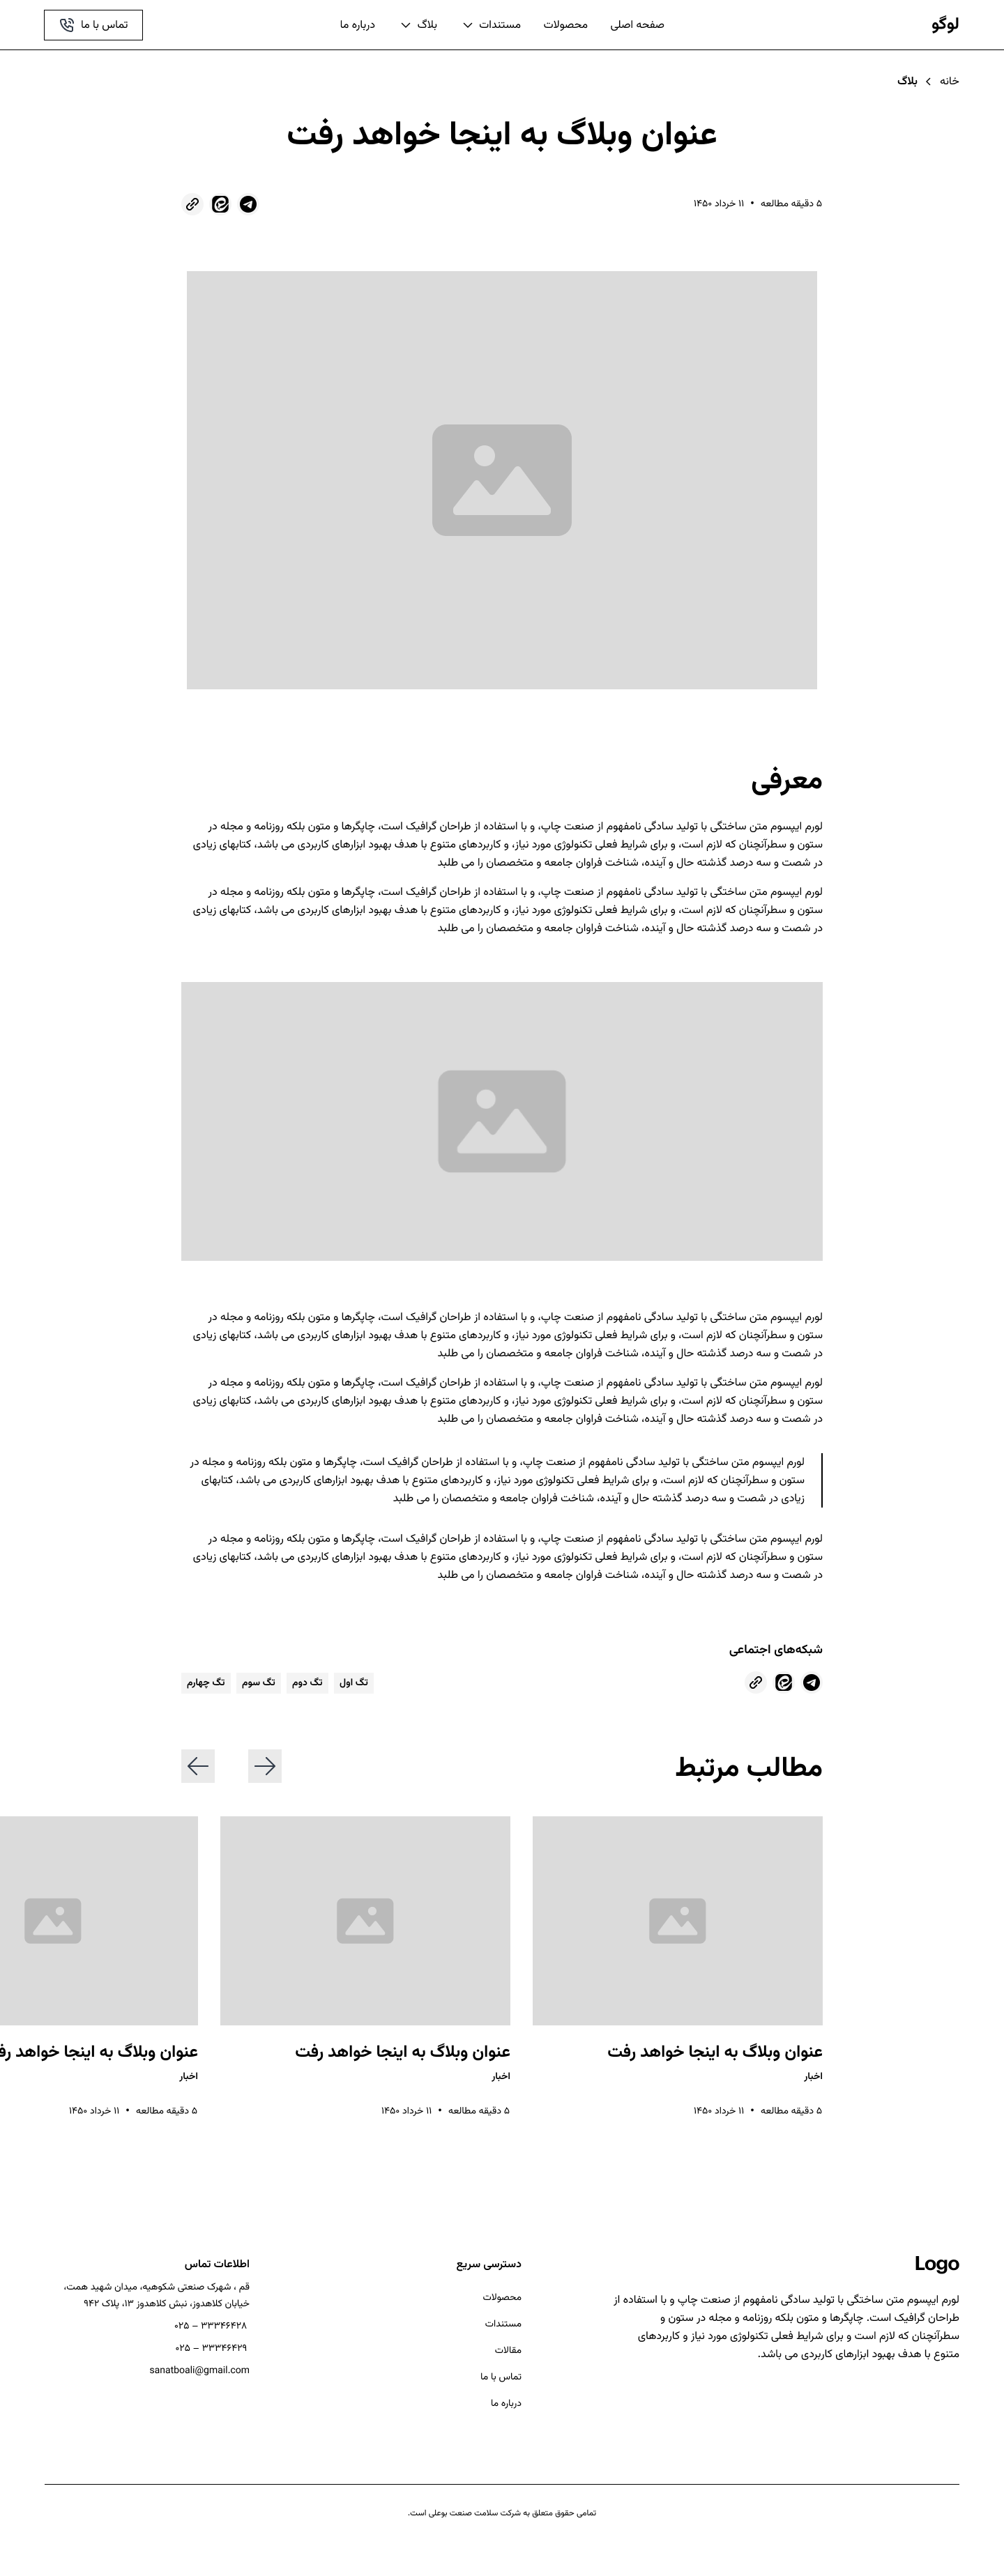 لوگو
صفحه اصلی
محصولات
مستندات
بلاگ
درباره ما
تماس با ما
خانه
بلاگ
عنوان وبلاگ به اینجا خواهد رفت
۵ دقیقه مطالعه • ۱۱ خرداد ۱۴۵۰
معرفی
لورم ایپسوم متن ساختگی با تولید سادگی نامفهوم از صنعت چاپ، و با استفاده از طراحان گرافیک است، چاپگرها و متون بلکه روزنامه و مجله در
ستون و سطرآنچنان که لازم است، و برای شرایط فعلی تکنولوژی مورد نیاز، و کاربردهای متنوع با هدف بهبود ابزارهای کاربردی می باشد، کتابهای زیادی
در شصت و سه درصد گذشته حال و آینده، شناخت فراوان جامعه و متخصصان را می طلبد
لورم ایپسوم متن ساختگی با تولید سادگی نامفهوم از صنعت چاپ، و با استفاده از طراحان گرافیک است، چاپگرها و متون بلکه روزنامه و مجله در
ستون و سطرآنچنان که لازم است، و برای شرایط فعلی تکنولوژی مورد نیاز، و کاربردهای متنوع با هدف بهبود ابزارهای کاربردی می باشد، کتابهای زیادی
در شصت و سه درصد گذشته حال و آینده، شناخت فراوان جامعه و متخصصان را می طلبد
لورم ایپسوم متن ساختگی با تولید سادگی نامفهوم از صنعت چاپ، و با استفاده از طراحان گرافیک است، چاپگرها و متون بلکه روزنامه و مجله در
ستون و سطرآنچنان که لازم است، و برای شرایط فعلی تکنولوژی مورد نیاز، و کاربردهای متنوع با هدف بهبود ابزارهای کاربردی می باشد، کتابهای زیادی
در شصت و سه درصد گذشته حال و آینده، شناخت فراوان جامعه و متخصصان را می طلبد
لورم ایپسوم متن ساختگی با تولید سادگی نامفهوم از صنعت چاپ، و با استفاده از طراحان گرافیک است، چاپگرها و متون بلکه روزنامه و مجله در
ستون و سطرآنچنان که لازم است، و برای شرایط فعلی تکنولوژی مورد نیاز، و کاربردهای متنوع با هدف بهبود ابزارهای کاربردی می باشد، کتابهای زیادی
در شصت و سه درصد گذشته حال و آینده، شناخت فراوان جامعه و متخصصان را می طلبد
لورم ایپسوم متن ساختگی با تولید سادگی نامفهوم از صنعت چاپ، و با استفاده از طراحان گرافیک است، چاپگرها و متون بلکه روزنامه و مجله در
ستون و سطرآنچنان که لازم است، و برای شرایط فعلی تکنولوژی مورد نیاز، و کاربردهای متنوع با هدف بهبود ابزارهای کاربردی می باشد، کتابهای
زیادی در شصت و سه درصد گذشته حال و آینده، شناخت فراوان جامعه و متخصصان را می طلبد
لورم ایپسوم متن ساختگی با تولید سادگی نامفهوم از صنعت چاپ، و با استفاده از طراحان گرافیک است، چاپگرها و متون بلکه روزنامه و مجله در
ستون و سطرآنچنان که لازم است، و برای شرایط فعلی تکنولوژی مورد نیاز، و کاربردهای متنوع با هدف بهبود ابزارهای کاربردی می باشد، کتابهای زیادی
در شصت و سه درصد گذشته حال و آینده، شناخت فراوان جامعه و متخصصان را می طلبد
شبکه‌های اجتماعی
تگ اول
تگ دوم
تگ سوم
تگ چهارم
مطالب مرتبط
عنوان وبلاگ به اینجا خواهد رفت
اخبار
۵ دقیقه مطالعه • ۱۱ خرداد ۱۴۵۰
عنوان وبلاگ به اینجا خواهد رفت
اخبار
۵ دقیقه مطالعه • ۱۱ خرداد ۱۴۵۰
عنوان وبلاگ به اینجا خواهد
اخبار
۵ دقیقه مطالعه • ۱۱ خرداد ۱۴۵۰
Logo
لورم ایپسوم متن ساختگی با تولید سادگی نامفهوم از صنعت چاپ و با استفاده از
طراحان گرافیک است. چاپگرها و متون بلکه روزنامه و مجله در ستون و
سطرآنچنان که لازم است و برای شرایط فعلی تکنولوژی مورد نیاز و کاربردهای
متنوع با هدف بهبود ابزارهای کاربردی می باشد.
دسترسی سریع
محصولات
مستندات
مقالات
تماس با ما
درباره ما
اطلاعات تماس
قم ، شهرک صنعتی شکوهیه، میدان شهید همت،
خیابان کلاهدوز، نبش کلاهدوز ۱۳، پلاک ۹۴۲
۳۳۳۴۶۴۲۸ – ۰۲۵
۳۳۳۴۶۴۲۹ – ۰۲۵
sanatboali@gmail.com
تمامی حقوق متعلق به شرکت سلامت صنعت بوعلی است.